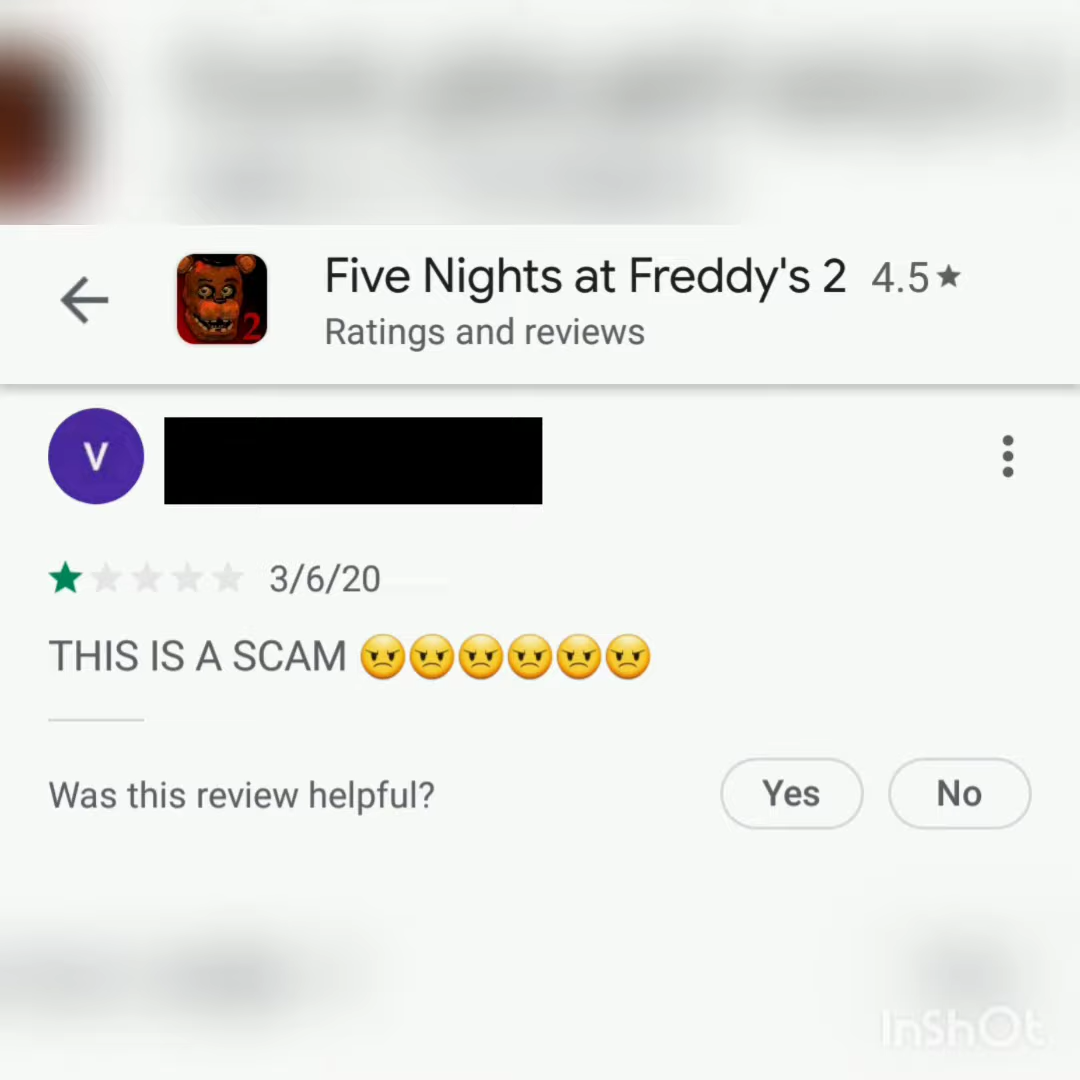 Five Nights at Freddy's 2 4.5★
Ratings and reviews
2
V
3/6/20
THIS IS A SCAM 😠😠😠😠😠😠
Was this review helpful?
Yes
No
InShOt